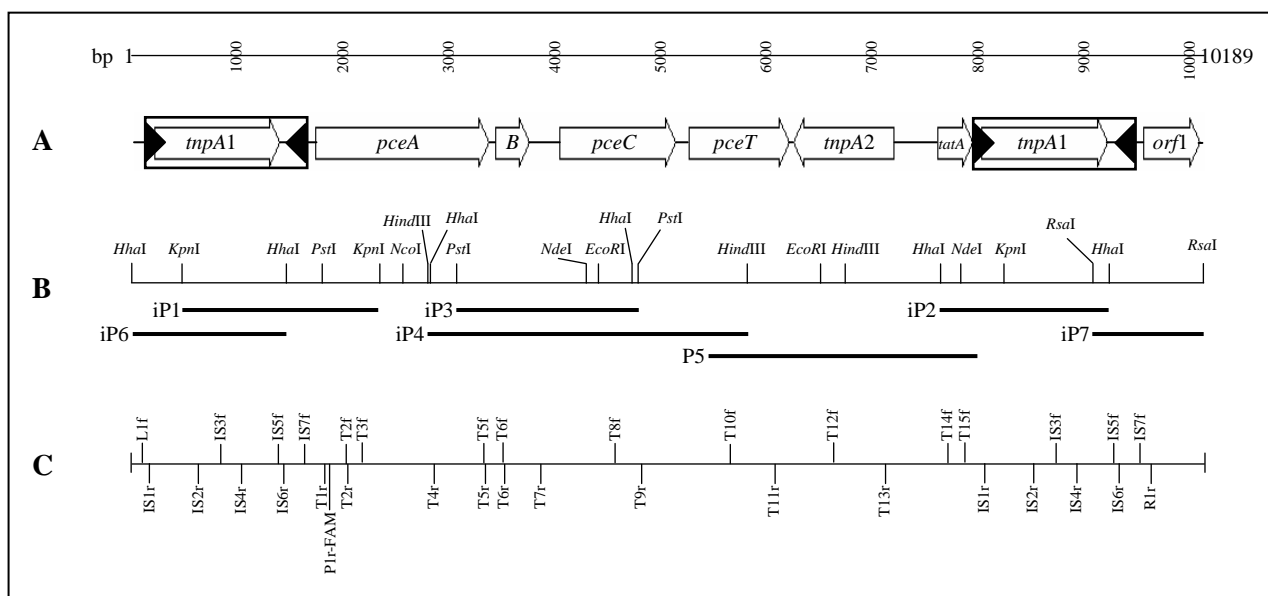 bp 1 1000 2000 3000 4000 5000 6000 7000 8000 9000 10000 10189
A tnpA1 pceA B pceC pceT tnpA2 tatA tnpA1 orf1
HindIII HhaI HhaI PstI RsaI
HhaI KpnI HhaI PstI KpnI NcoI PstI NdeI EcoRI HindIII EcoRI HindIII HhaI NdeI KpnI HhaI RsaI
B
iP1 iP3 iP2
iP6 iP4 iP7
P5
L1f IS3f IS5f IS7f T2f T3f T5f T6f T8f T10f T12f T14f T15f IS3f IS5f IS7f
C
IS1r IS2r IS4r IS6r T1r P1r-FAM T2r T4r T5r T6r T7r T9r T11r T13r IS1r IS2r IS4r IS6r R1r